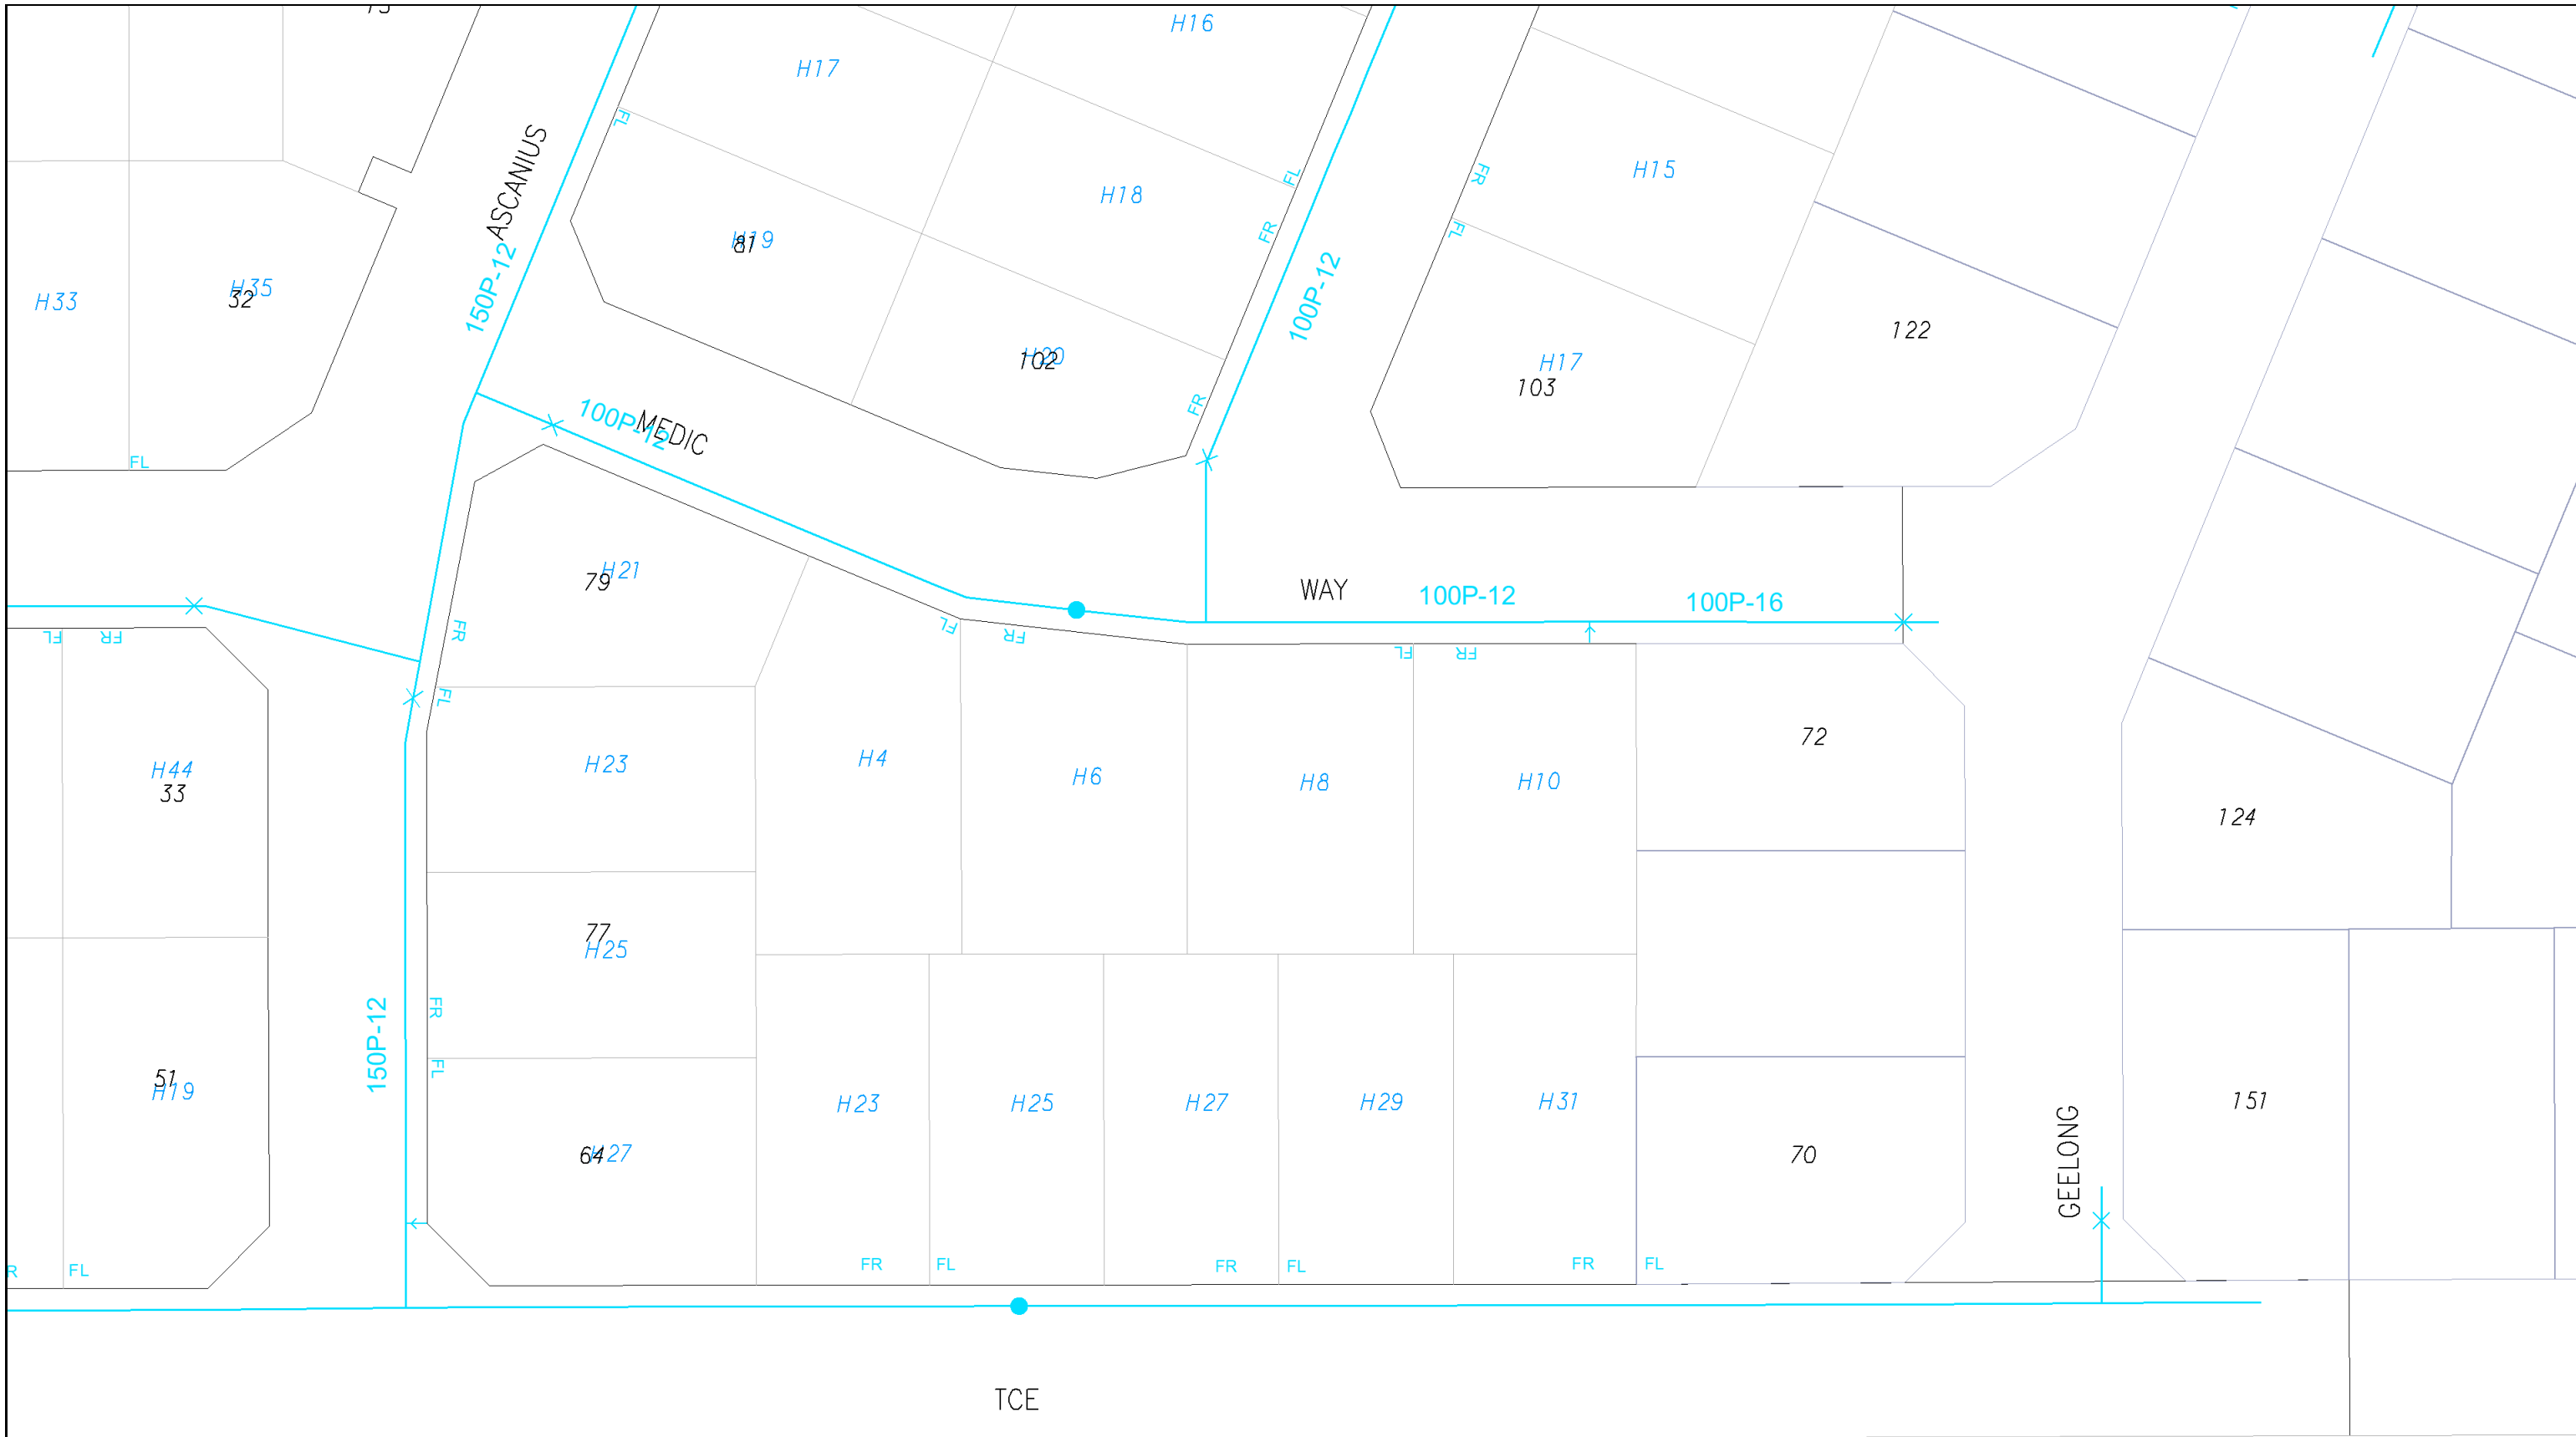 H16
H17
FL
ASCANIUS
FL
FR
H15
H18
FR
FL
H19
81
H33
H35
32
150P-12
100P-12
122
H20
102
H17
103
FR
100P-12
MEDIC
FL
H21
79
WAY
100P-12
100P-16
FL
FR
FR
FL
FR
FL
FR
FL
72
H44
33
H23
H4
H6
H8
H10
124
77
H25
FR
150P-12
FL
51
H19
H23
H25
H27
H29
H31
151
64
H27
70
GEELONG
R
FL
FR
FL
FR
FL
FR
FL
TCE